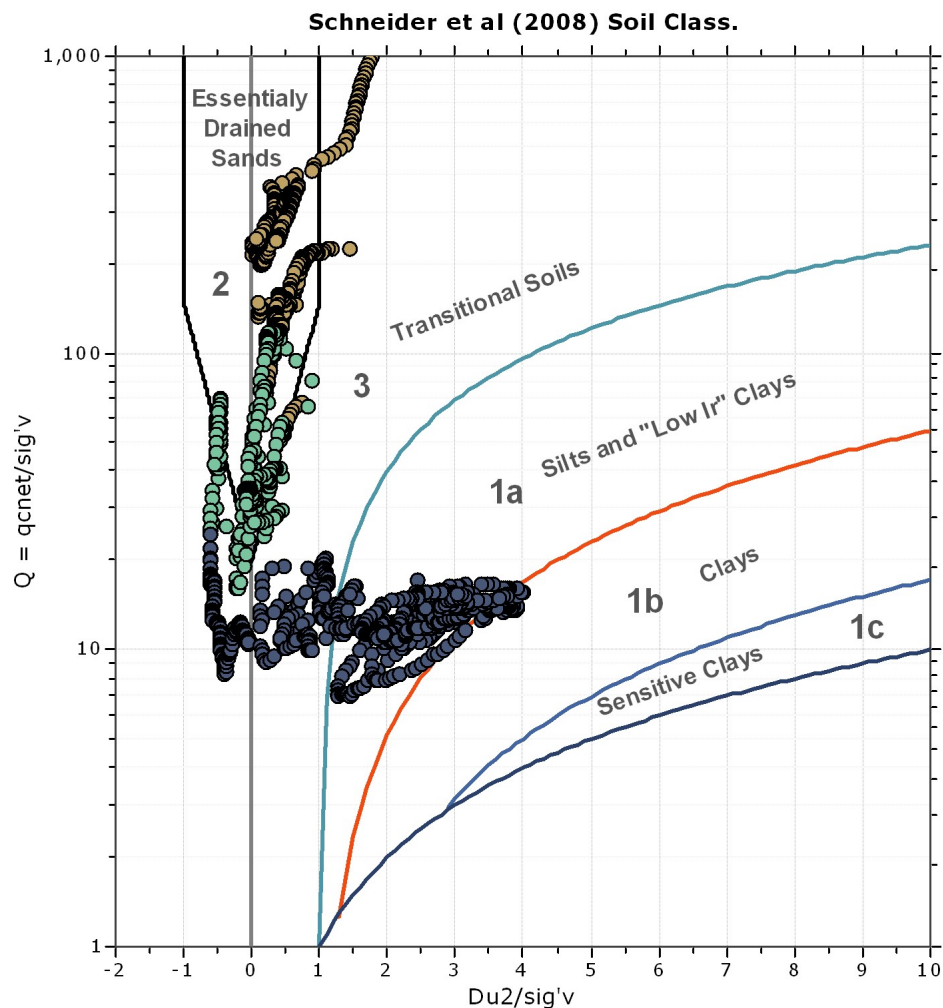 Schneider et al (2008) Soil Class.
1,000
Essentialy
Drained
Sands
2
Transitional Soils
100
3
Silts and "Low Ir" Clays
1a
Clays
1b
1c
10
Sensitive Clays
1
Q = qcnet/sig'v
-2 -1 0 1 2 3 4 5 6 7 8 9 10
Du2/sig'v